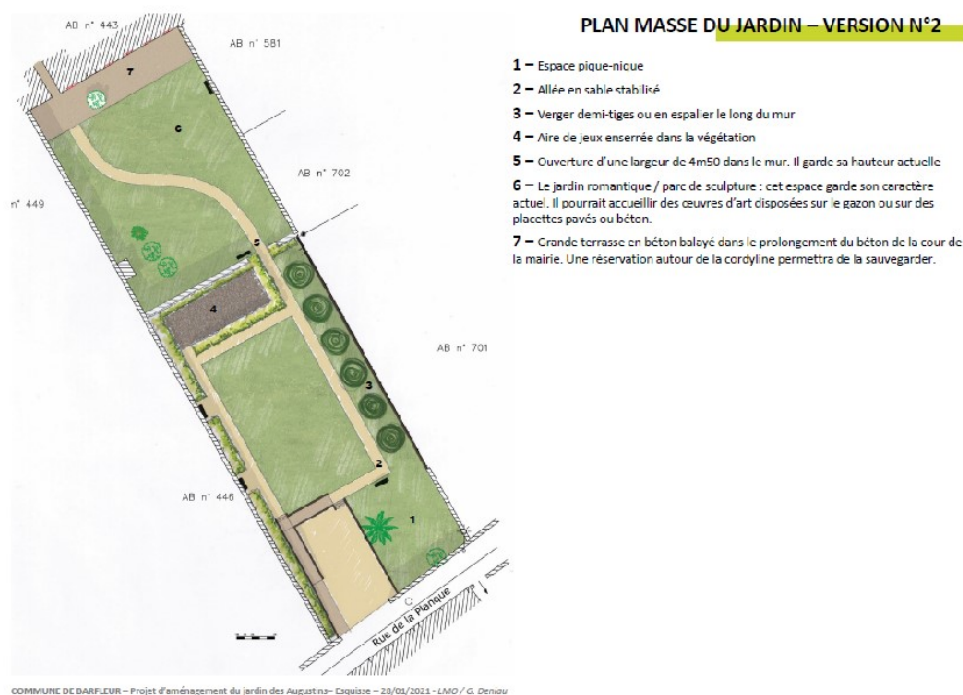 PLAN MASSE DU JARDIN – VERSION N°2
1 – Espace pique-nique
2 – Allée en sable stabilisé
3 – Verger demi-tiges ou en espalier le long du mur
4 – Aire de jeux enserrée dans la végétation
5 – Ouverture d'une largeur de 4m50 dans le mur. Il garde sa hauteur actuelle
6 – Le jardin romantique / parc de sculpture : cet espace garde son caractère
actuel. Il pourrait accueillir des œuvres d'art disposées sur le gazon ou sur des
placettes pavés ou béton.
7 – Grande terrasse en béton balayé dans le prolongement du béton de la cour de
la mairie. Une réservation autour de la cordyline permettra de la sauvegarder.
AD n° 443
AB n° 581
7
6
AB n° 702
n° 449
5
4
AB n° 701
3
2
AB n° 446
1
Rue de la Planque
COMMUNE DE BARFLEUR – Projet d'aménagement du jardin des Augustins– Esquisse – 28/01/2021 - LMO / G. Deniau